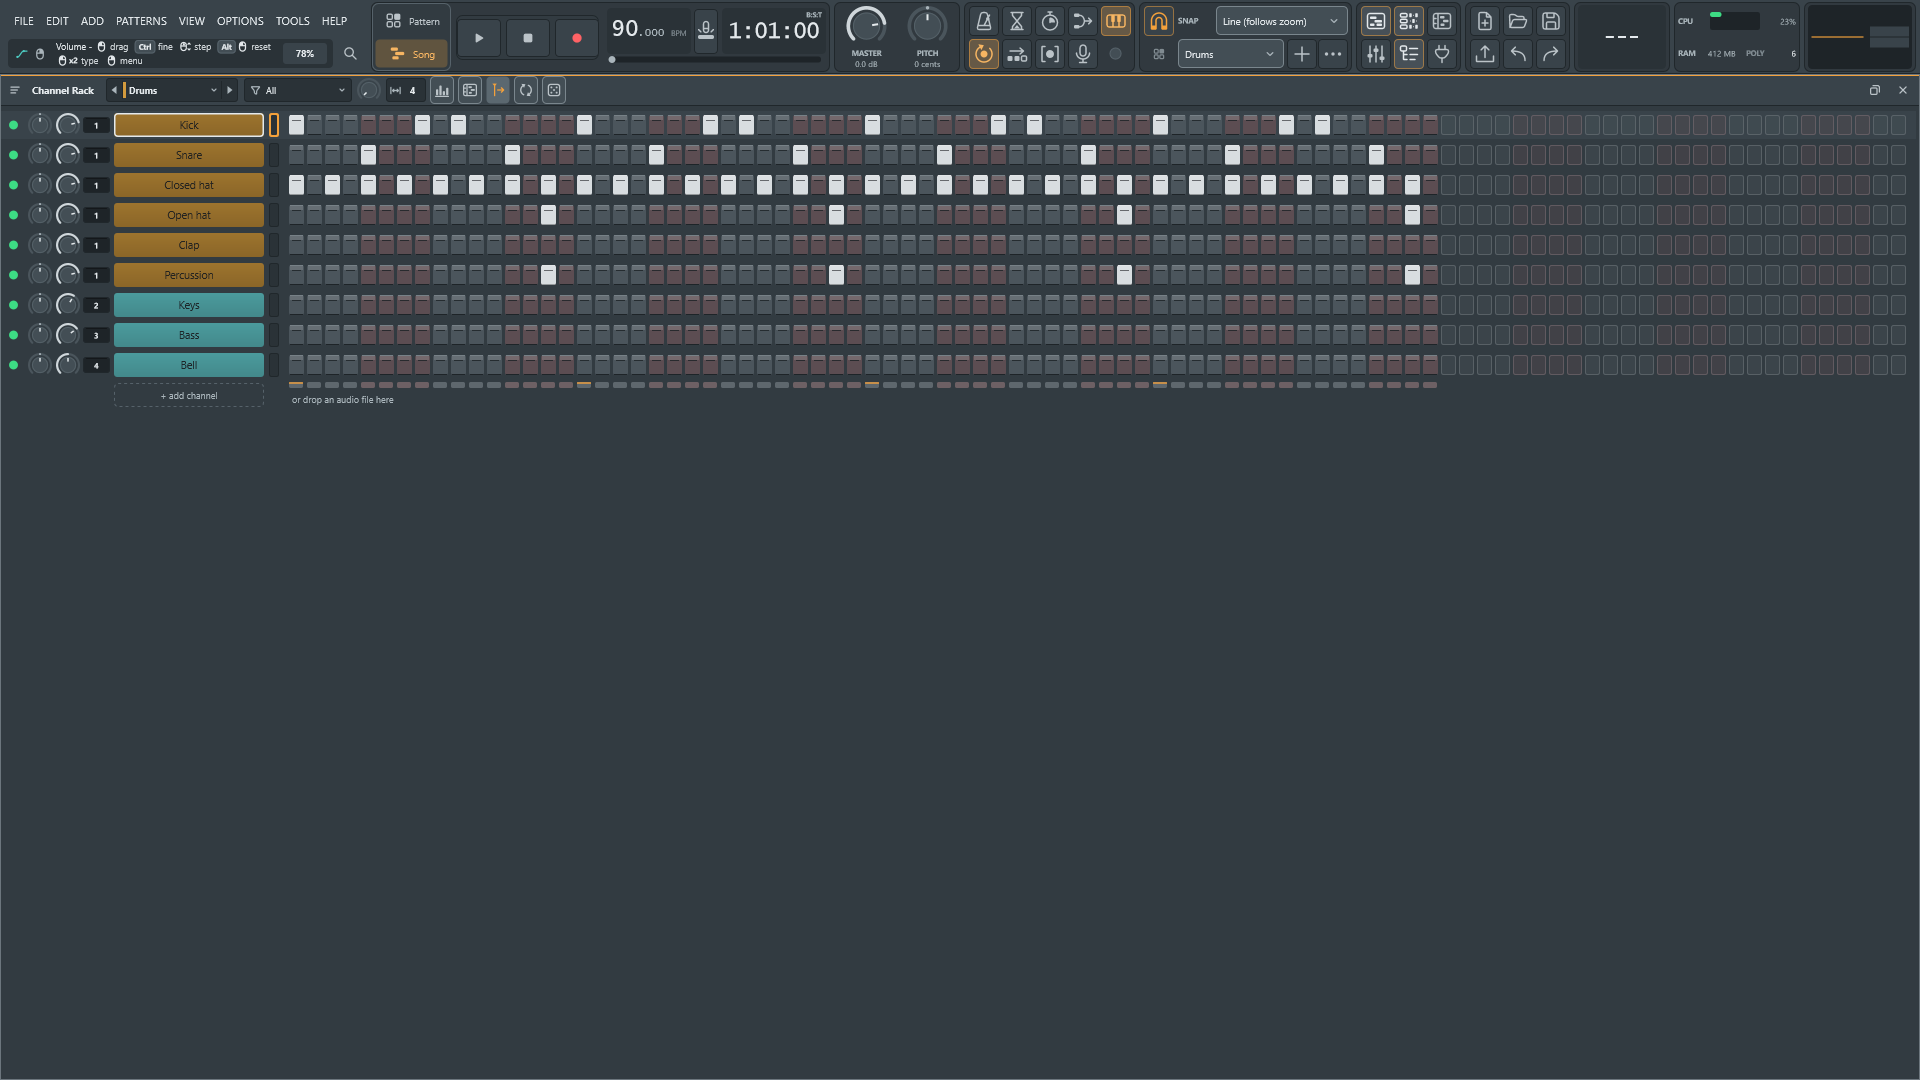 FILE EDIT ADD PATTERNS VIEW OPTIONS TOOLS HELP
Volume - drag Ctrl fine step Alt reset
x2 type menu
78%
Pattern
Song
90.000 BPM
B:S:T
1:01:00
MASTER
0.0 dB
PITCH
0 cents
SNAP
Line (follows zoom)
Drums
CPU 23%
RAM 412 MB POLY 6
Channel Rack Drums All 4
1 Kick
1 Snare
1 Closed hat
1 Open hat
1 Clap
1 Percussion
2 Keys
3 Bass
4 Bell
+ add channel
or drop an audio file here